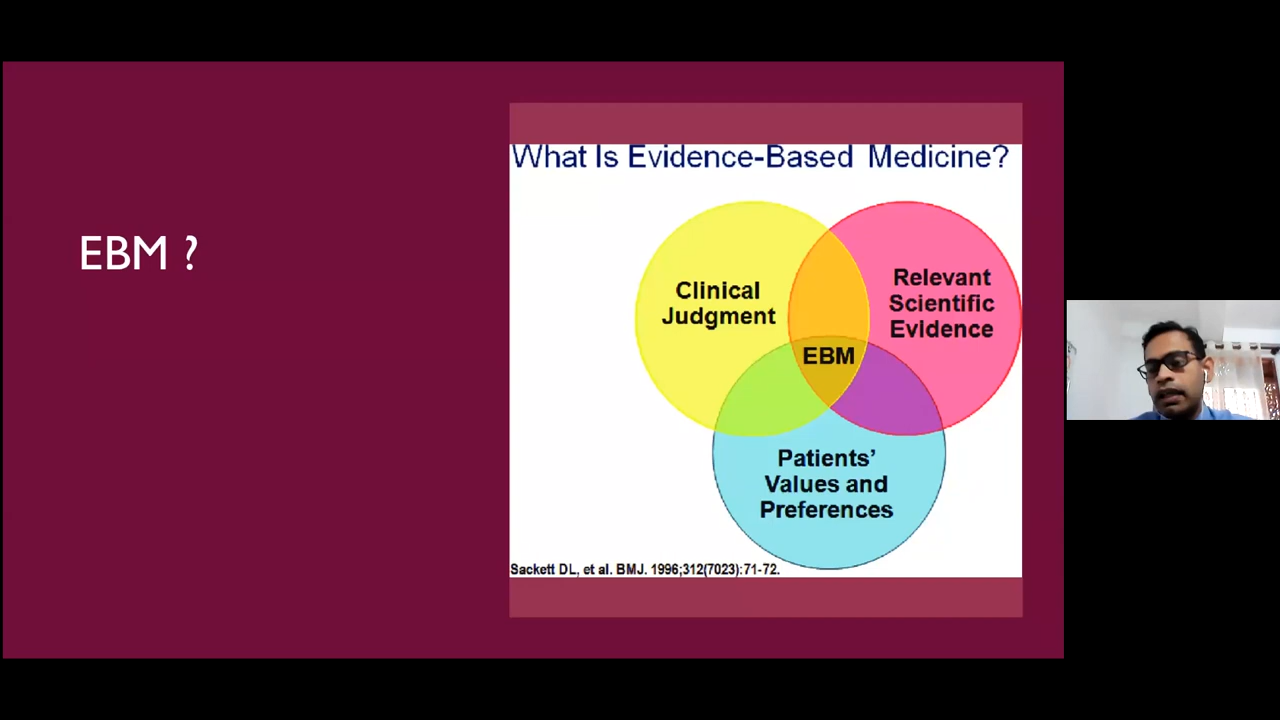 EBM ?
What Is Evidence-Based Medicine?
Clinical
Judgment
Relevant
Scientific
Evidence
EBM
Patients’
Values and
Preferences
Sackett DL, et al. BMJ. 1996;312(7023):71-72.